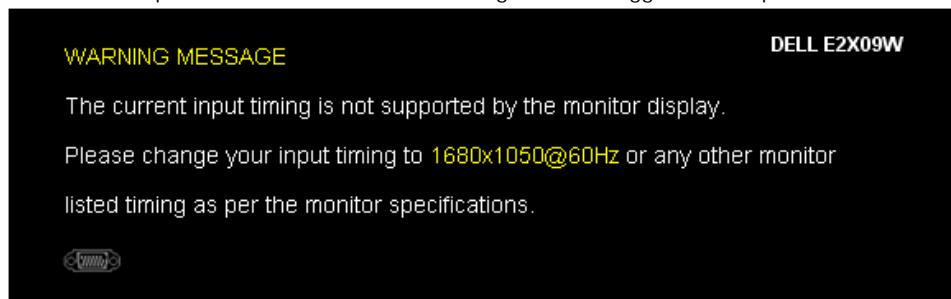 WARNING MESSAGE
DELL E2X09W
The current input timing is not supported by the monitor display.
Please change your input timing to 1680x1050@60Hz or any other monitor
listed timing as per the monitor specifications.